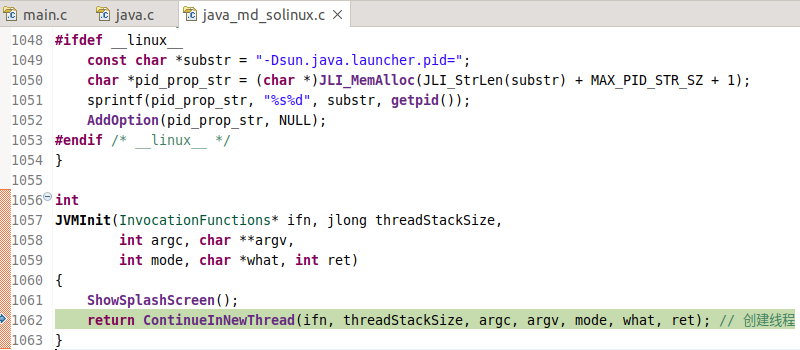 main.c java.c java_md_solinux.c
1048 #ifdef __linux__
1049     const char *substr = "-Dsun.java.launcher.pid=";
1050     char *pid_prop_str = (char *)JLI_MemAlloc(JLI_StrLen(substr) + MAX_PID_STR_SZ + 1);
1051     sprintf(pid_prop_str, "%s%d", substr, getpid());
1052     AddOption(pid_prop_str, NULL);
1053 #endif /* __linux__ */
1054 }
1055
1056 int
1057 JVMInit(InvocationFunctions* ifn, jlong threadStackSize,
1058         int argc, char **argv,
1059         int mode, char *what, int ret)
1060 {
1061     ShowSplashScreen();
1062     return ContinueInNewThread(ifn, threadStackSize, argc, argv, mode, what, ret); // 创建线程
1063 }